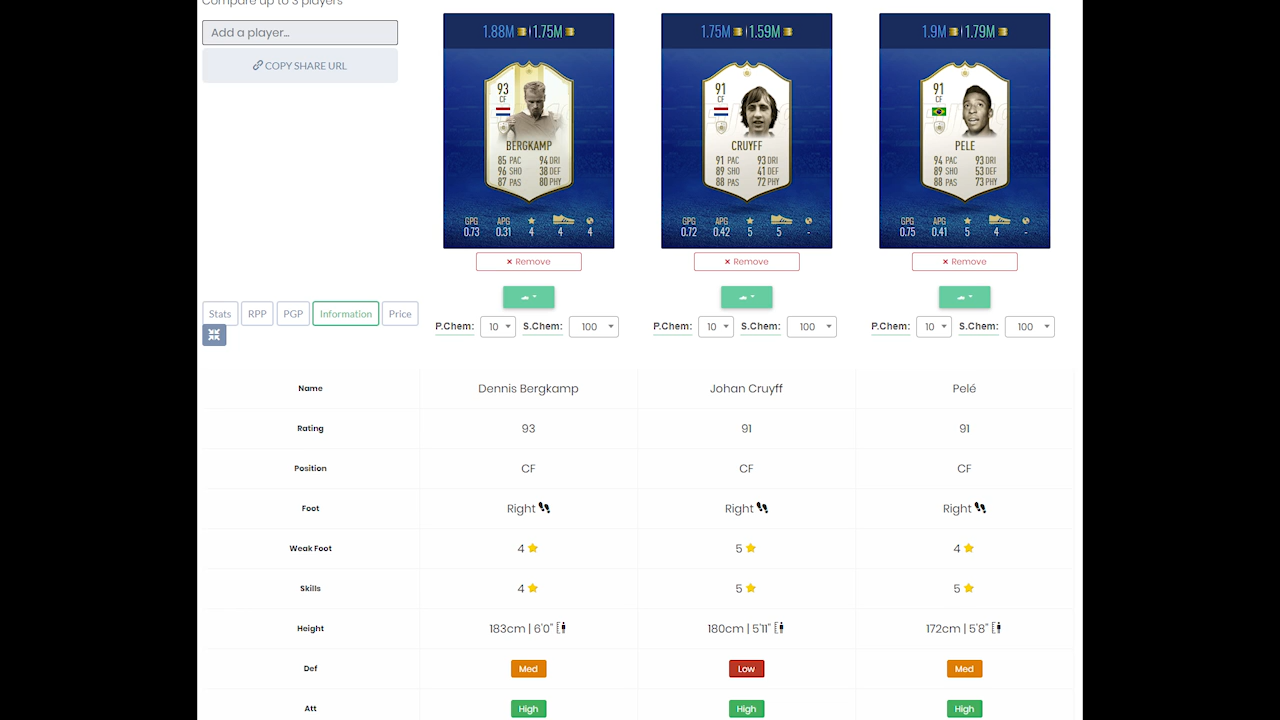 Compare up to 3 players
Add a player...
COPY SHARE URL
1.88M | 1.75M
93
CF
BERGKAMP
85 PAC 94 DRI
96 SHO 38 DEF
87 PAS 80 PHY
GPG APG
0.73 0.31 4 4 4
× Remove
1.75M | 1.59M
91
CF
CRUYFF
91 PAC 93 DRI
89 SHO 41 DEF
88 PAS 72 PHY
GPG APG
0.72 0.42 5 5 -
× Remove
1.9M | 1.79M
91
CF
PELE
94 PAC 93 DRI
89 SHO 53 DEF
88 PAS 73 PHY
GPG APG
0.75 0.41 5 4 -
× Remove
Stats RPP PGP Information Price
P.Chem: 10 S.Chem: 100 P.Chem: 10 S.Chem: 100 P.Chem: 10 S.Chem: 100
Name Dennis Bergkamp Johan Cruyff Pelé
Rating 93 91 91
Position CF CF CF
Foot Right Right Right
Weak Foot 4 5 4
Skills 4 5 5
Height 183cm | 6'0" 180cm | 5'11" 172cm | 5'8"
Def Med Low Med
Att High High High